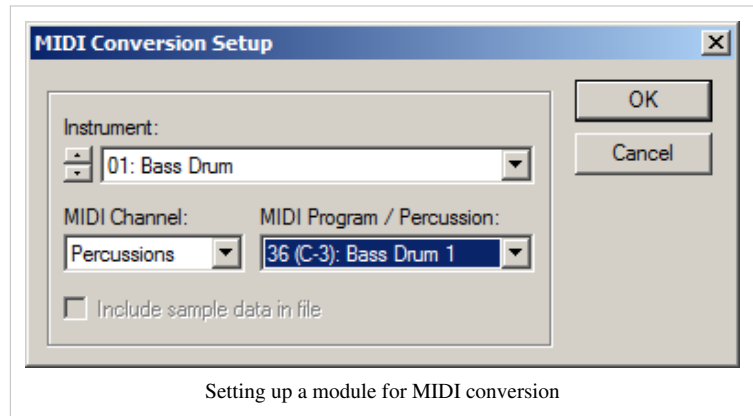 MIDI Conversion Setup
OK
Instrument:
01: Bass Drum
Cancel
MIDI Channel: MIDI Program / Percussion:
Percussions 36 (C-3): Bass Drum 1
Include sample data in file
Setting up a module for MIDI conversion